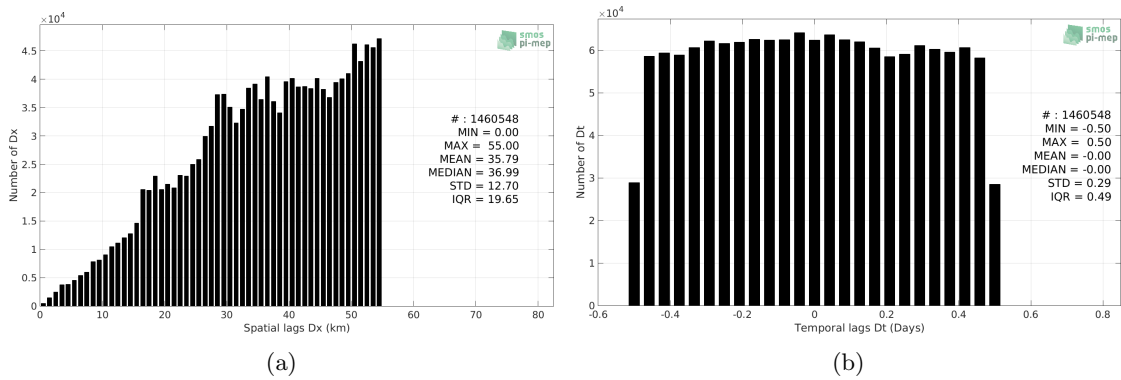 ×10⁴
4.5
4
3.5
3
2.5
2
1.5
1
0.5
0
0 10 20 30 40 50 60 70 80
Number of Dx
Spatial lags Dx (km)
smos
pi-mep
# : 1460548
MIN = 0.00
MAX = 55.00
MEAN = 35.79
MEDIAN = 36.99
STD = 12.70
IQR = 19.65
(a)
×10⁴
6
5
4
3
2
1
0
-0.6 -0.4 -0.2 0 0.2 0.4 0.6 0.8
Number of Dt
Temporal lags Dt (Days)
smos
pi-mep
# : 1460548
MIN = -0.50
MAX = 0.50
MEAN = -0.00
MEDIAN = -0.00
STD = 0.29
IQR = 0.49
(b)